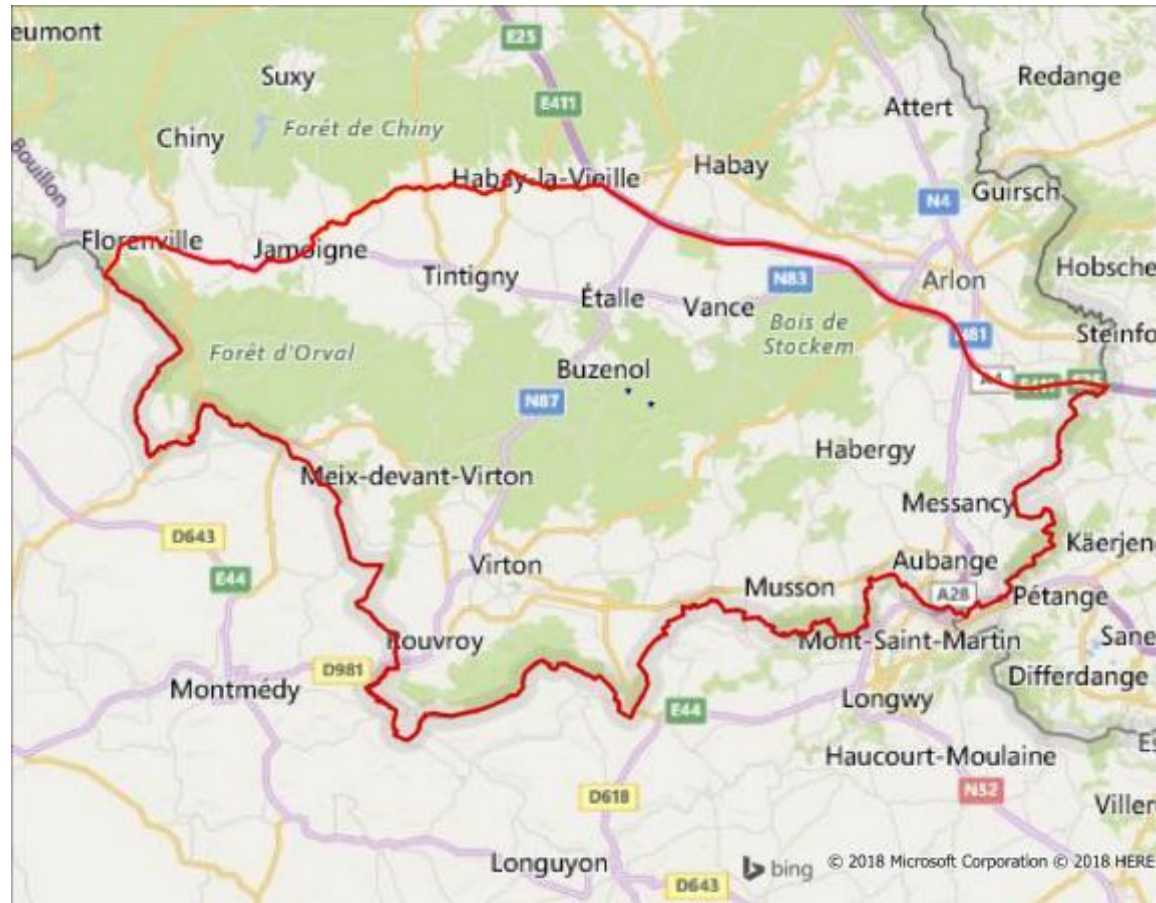 eumont
E25
Suxy
Redange
E411
Attert
Chiny
Forêt de Chiny
Bouillon
Habay-la-Vieille
Habay
Guirsch
N4
Florenville
Jamoigne
Hobsche
Tintigny
N83
Arlon
Étalle
Vance
Bois de
Stockem
Steinfo
Forêt d'Orval
Buzenol
N87
Habergy
Meix-devant-Virton
Messancy
D643
Käerjen
E44
Virton
Aubange
Musson
A28
Pétange
Rouvroy
Mont-Saint-Martin
Sane
D981
Montmédy
Differdange
Longwy
E44
Es
Haucourt-Moulaine
N52
D618
Viller
Longuyon
bing
© 2018 Microsoft Corporation © 2018 HERE
D643